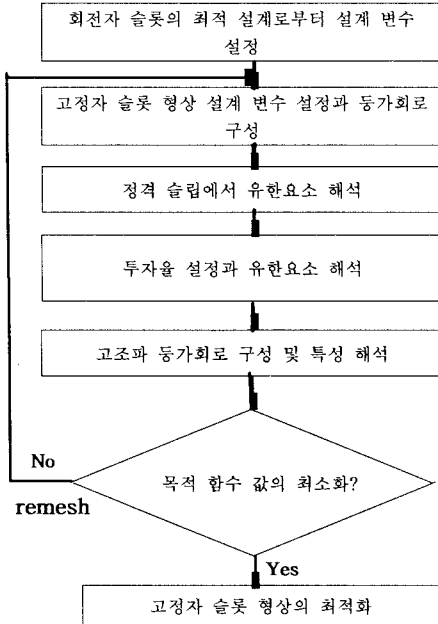 회전자 슬롯의 최적 설계로부터 설계 변수
설정
고정자 슬롯 형상 설계 변수 설정과 등가회로
구성
정격 슬립에서 유한요소 해석
투자율 설정과 유한요소 해석
고조파 등가회로 구성 및 특성 해석
목적 함수 값의 최소화?
No
remesh
Yes
고정자 슬롯 형상의 최적화